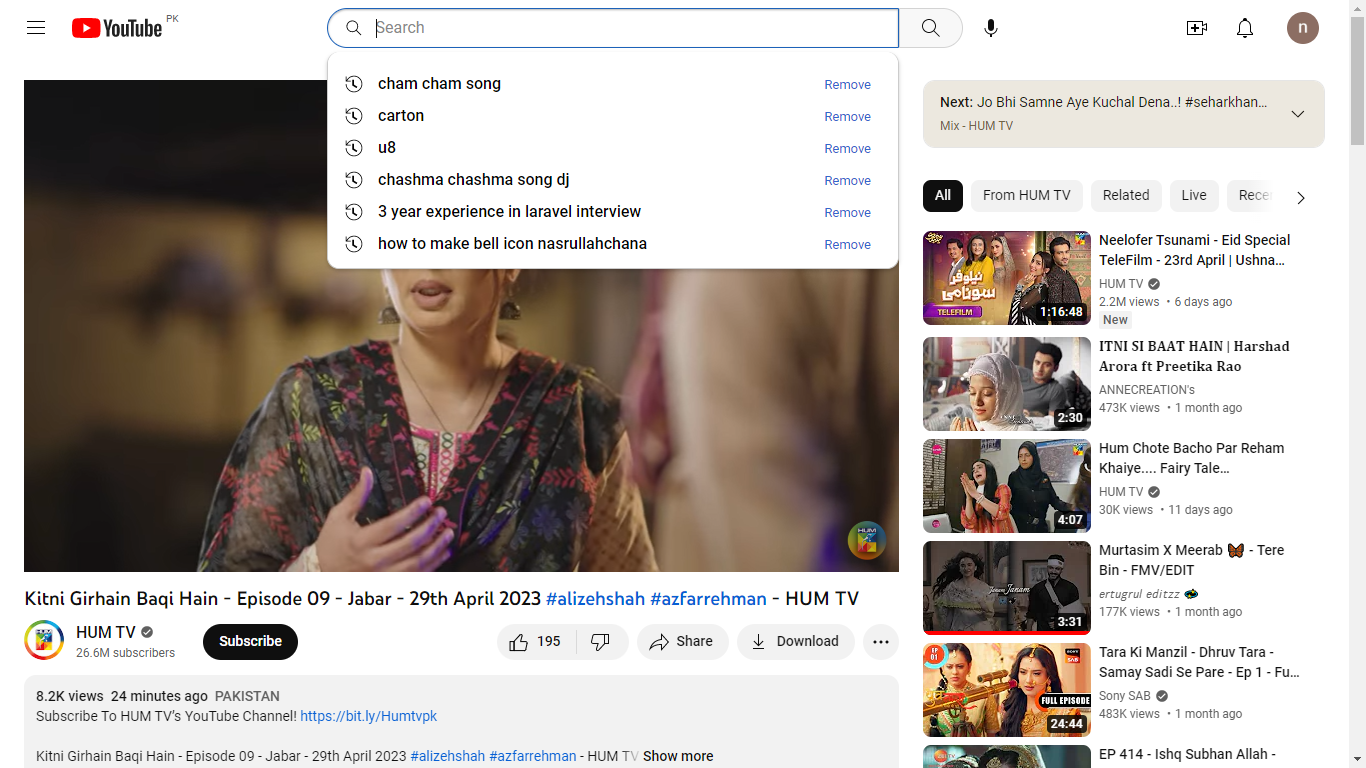 YouTube PK
Search
n
cham cham song Remove
carton Remove
u8 Remove
chashma chashma song dj Remove
3 year experience in laravel interview Remove
how to make bell icon nasrullahchana Remove
HUM
Kitni Girhain Baqi Hain - Episode 09 - Jabar - 29th April 2023 #alizehshah #azfarrehman - HUM TV
HUM TV
26.6M subscribers
Subscribe
195
Share
Download
8.2K views 24 minutes ago PAKISTAN
Subscribe To HUM TV's YouTube Channel! https://bit.ly/Humtvpk
Kitni Girhain Baqi Hain - Episode 09 - Jabar - 29th April 2023 #alizehshah #azfarrehman - HUM TV Show more
Next: Jo Bhi Samne Aye Kuchal Dena..! #seharkhan…
Mix - HUM TV
All From HUM TV Related Live Rece
نیلوفر
سونامی
TELEFILM
1:16:48
Neelofer Tsunami - Eid Special
TeleFilm - 23rd April | Ushna…
HUM TV
2.2M views • 6 days ago
New
2:30
ITNI SI BAAT HAIN | Harshad
Arora ft Preetika Rao
ANNECREATION's
473K views • 1 month ago
4:07
Hum Chote Bacho Par Reham
Khaiye.... Fairy Tale…
HUM TV
30K views • 11 days ago
Janam Janam
3:31
Murtasim X Meerab 🦋 - Tere
Bin - FMV/EDIT
ertugrul editzz
177K views • 1 month ago
EP
01
SONY
SAB
FULL EPISODE
24:44
Tara Ki Manzil - Dhruv Tara -
Samay Sadi Se Pare - Ep 1 - Fu…
Sony SAB
483K views • 1 month ago
EP 414 - Ishq Subhan Allah -